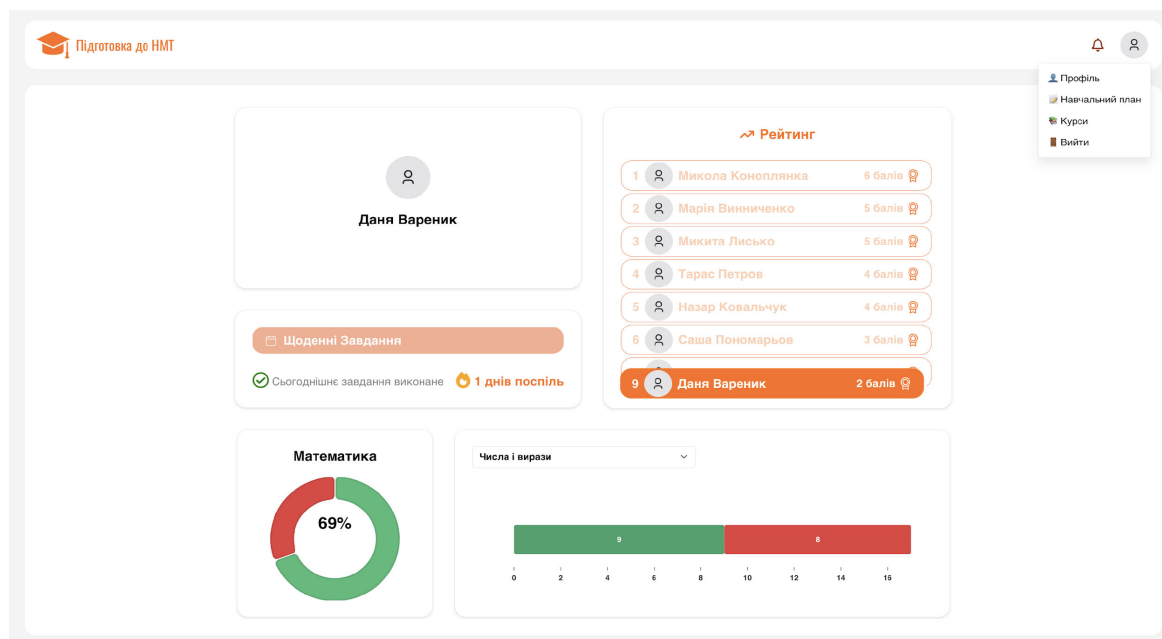 Підготовка до НМТ
Профіль
Навчальний план
Курси
Вийти
Даня Вареник
Рейтинг
1 Микола Коноплянка 6 балів
2 Марія Винниченко 5 балів
3 Микита Лисько 5 балів
4 Тарас Петров 4 балів
5 Назар Ковальчук 4 балів
6 Саша Пономарьов 3 балів
9 Даня Вареник 2 балів
Щоденні Завдання
Сьогоднішнє завдання виконане 1 днів поспіль
Математика
69%
Числа і вирази
9 8
0 2 4 6 8 10 12 14 16